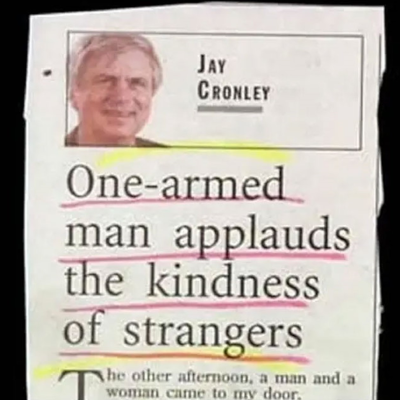 JAY
CRONLEY
One-armed
man applauds
the kindness
of strangers
The other afternoon, a man and a
woman came to my door.